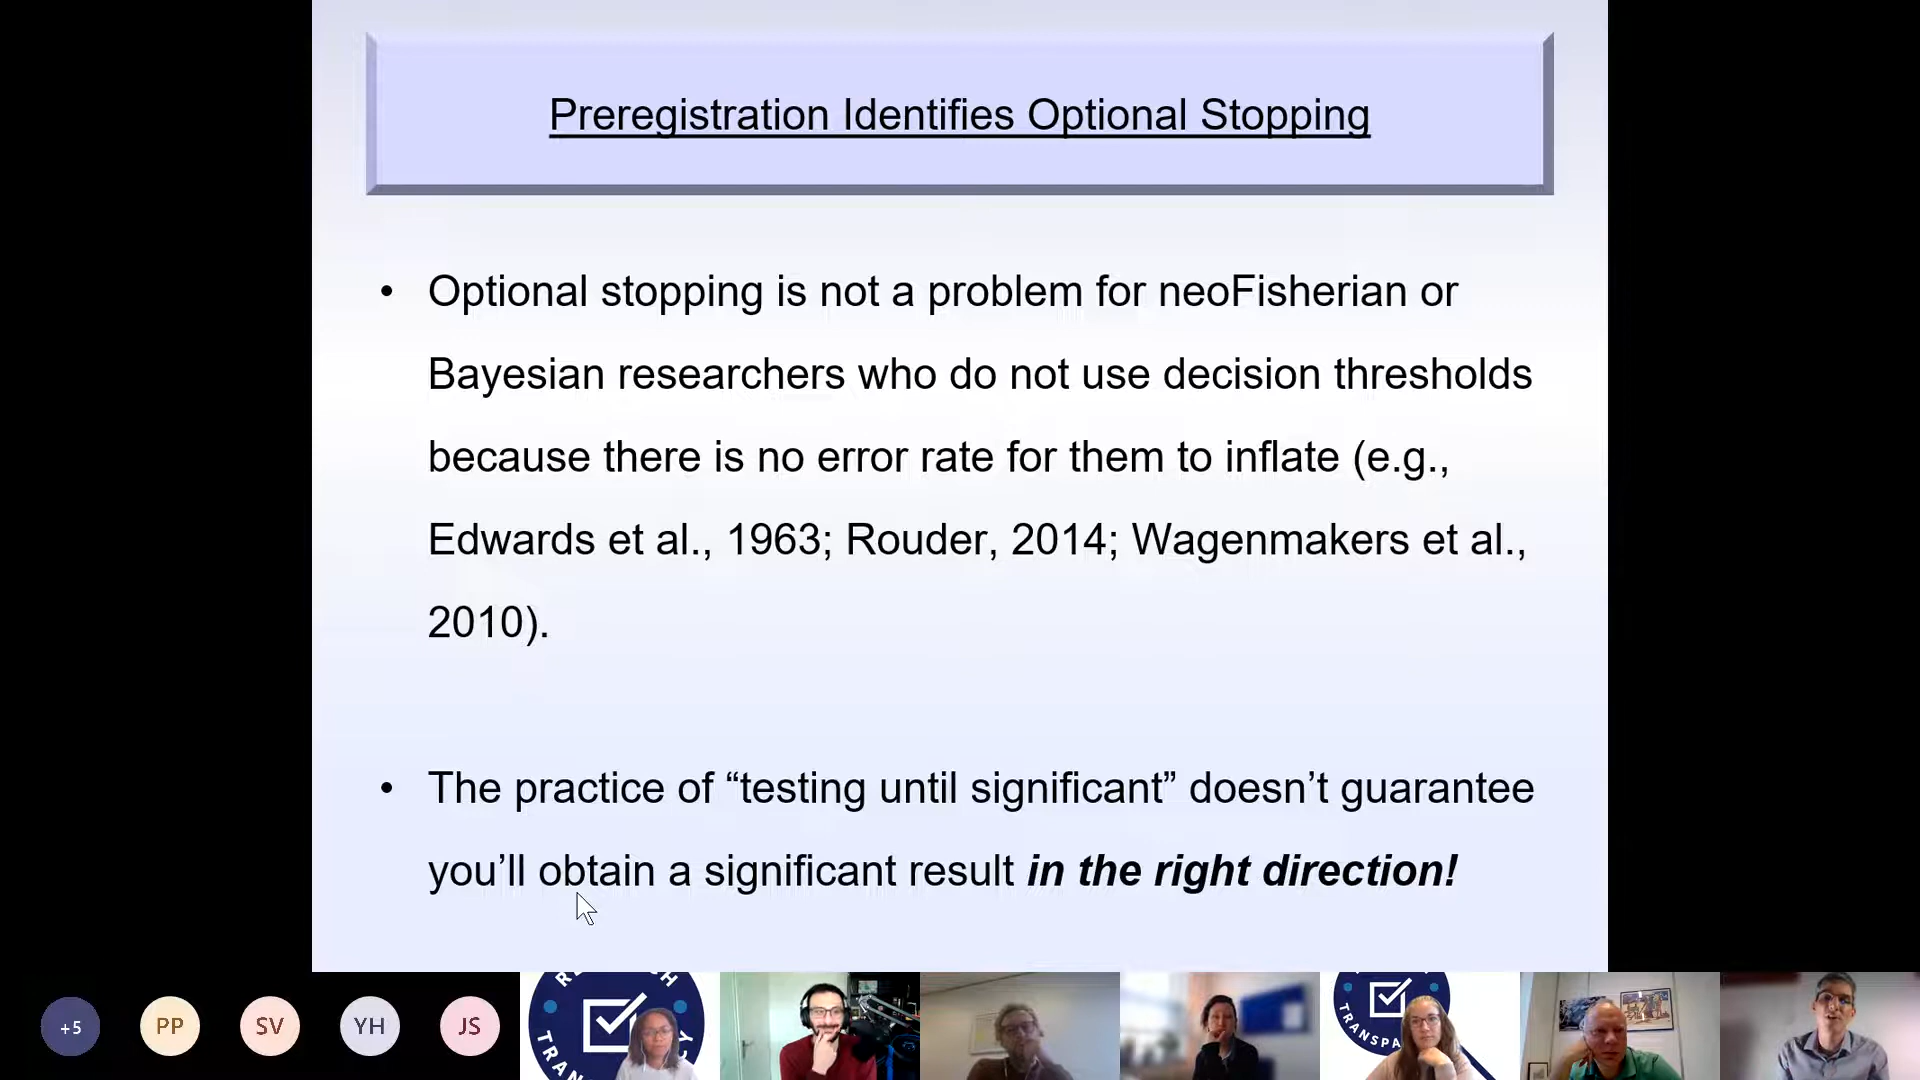 Preregistration Identifies Optional Stopping
• Optional stopping is not a problem for neoFisherian or
Bayesian researchers who do not use decision thresholds
because there is no error rate for them to inflate (e.g.,
Edwards et al., 1963; Rouder, 2014; Wagenmakers et al.,
2010).
• The practice of “testing until significant” doesn’t guarantee
you’ll obtain a significant result in the right direction!
+5
PP
SV
YH
JS